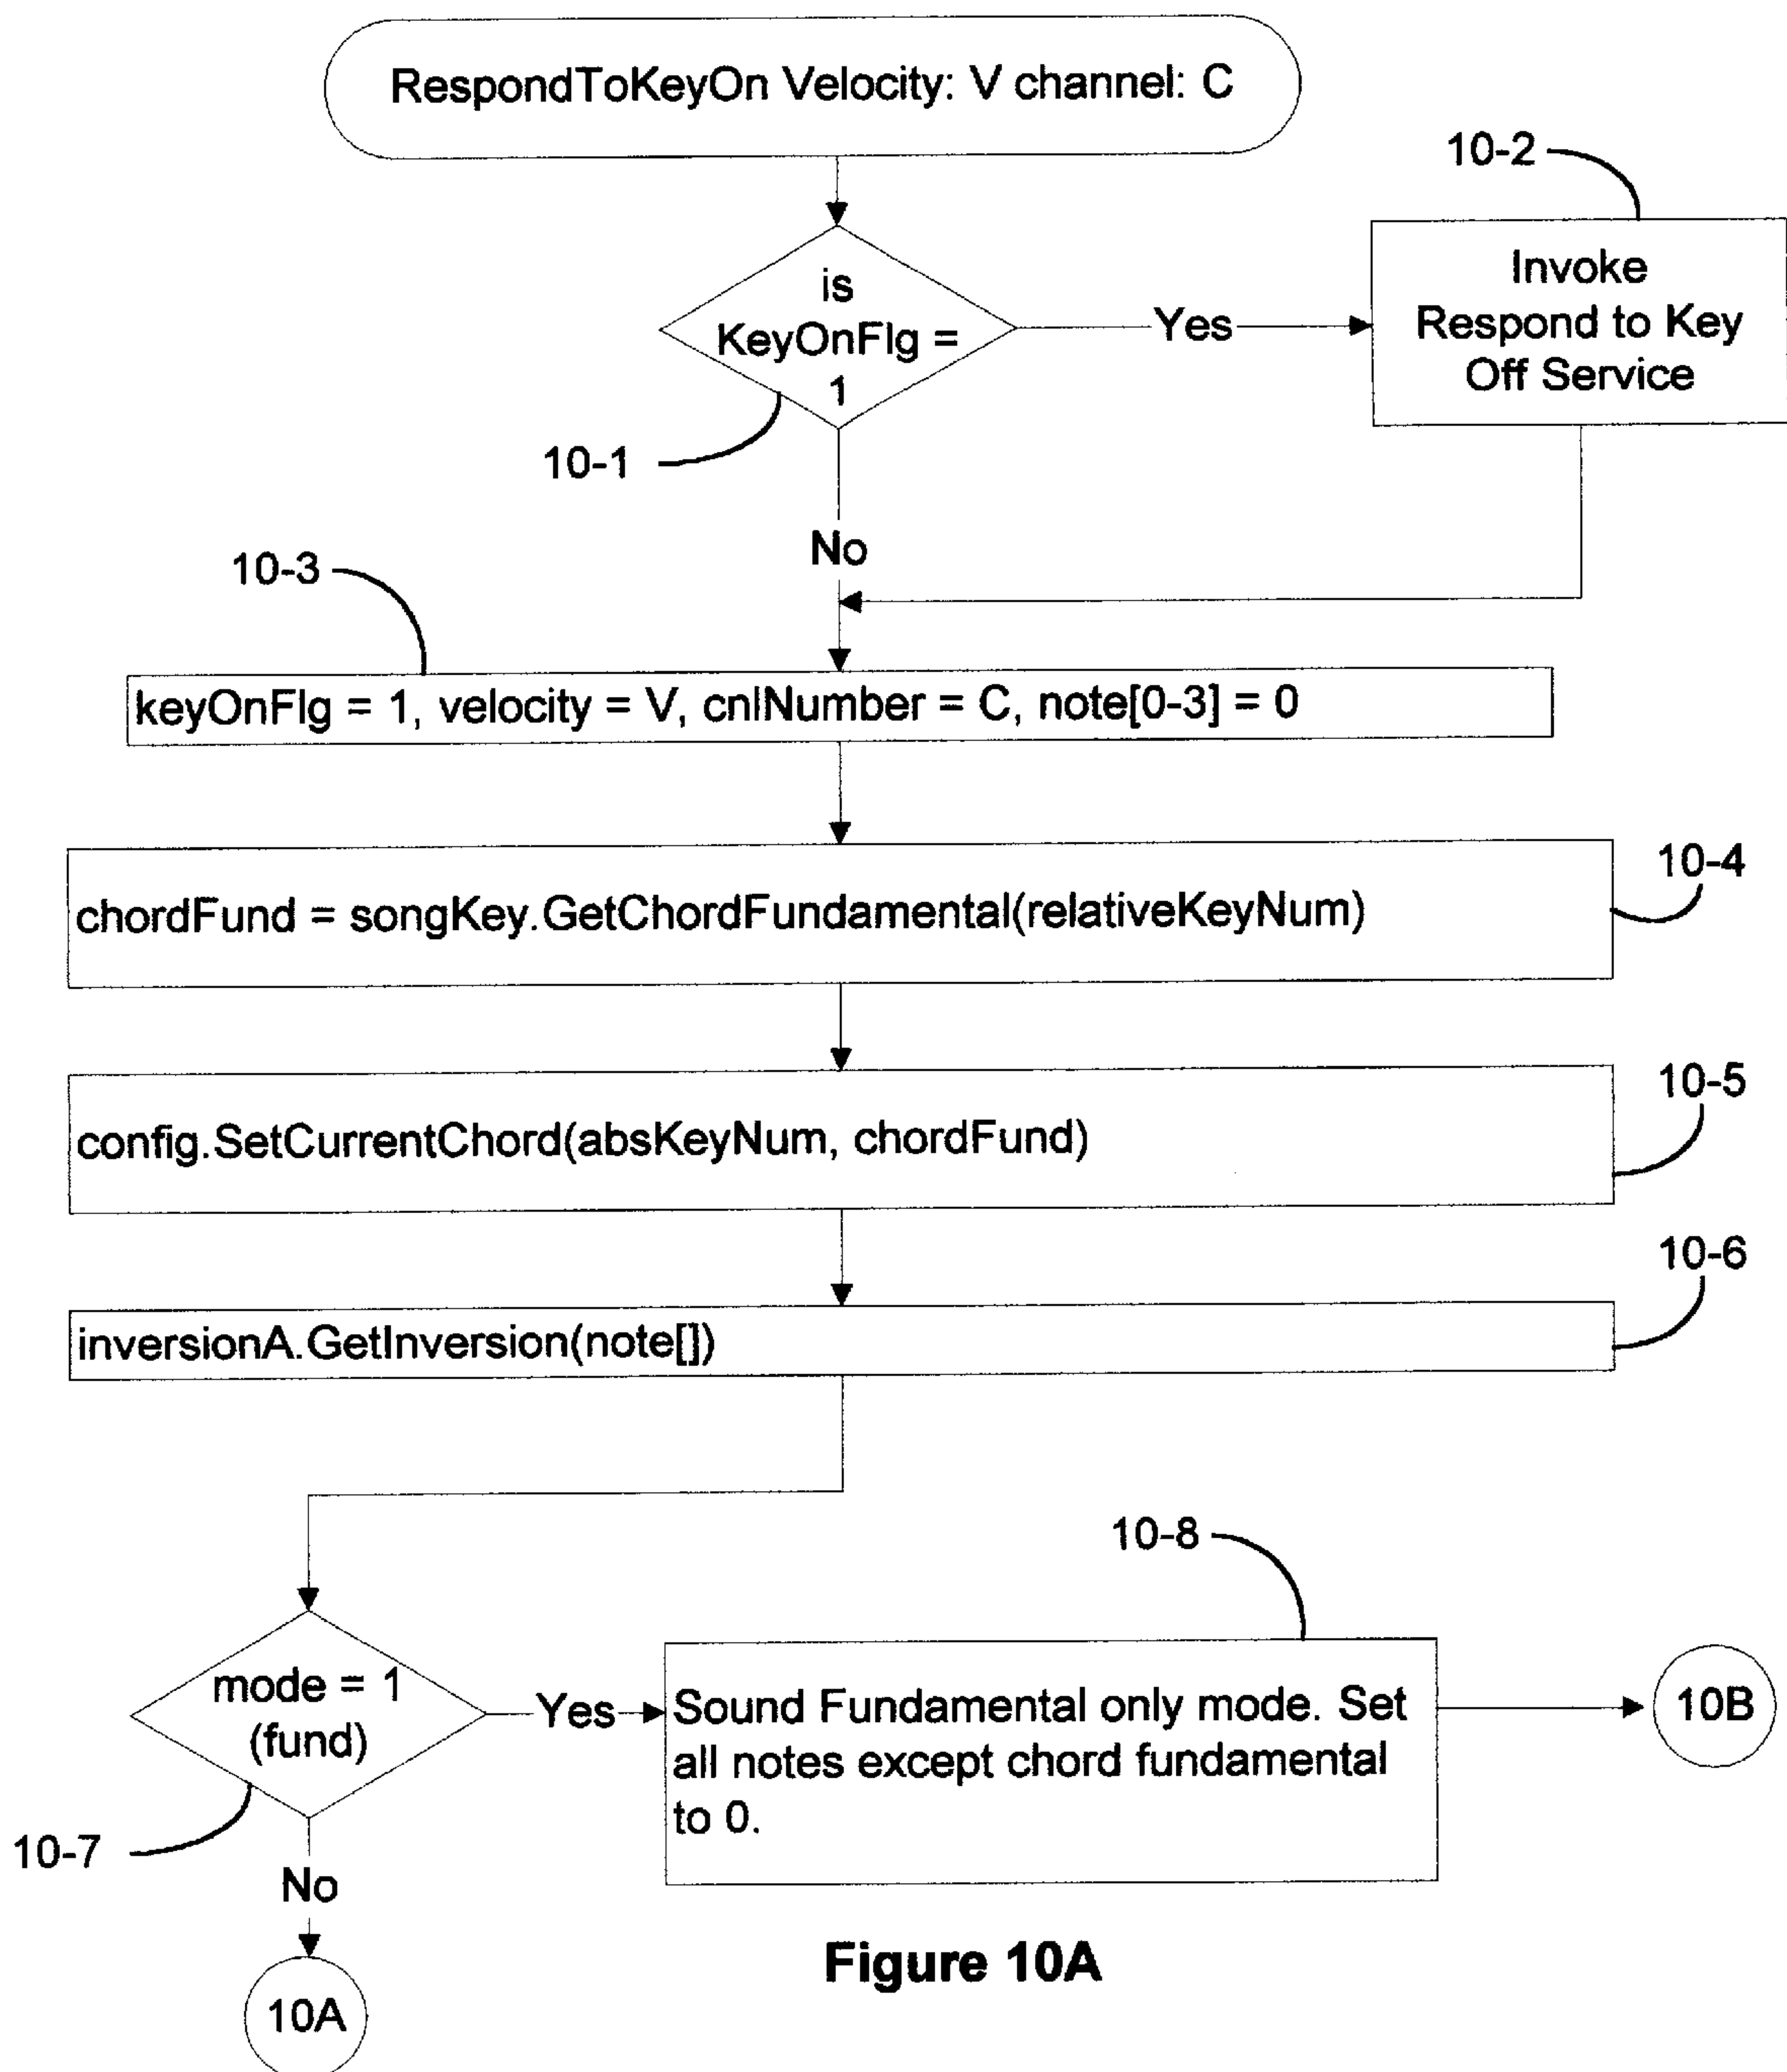 RespondToKeyOn Velocity: V channel: C
10-2
is
KeyOnFlg =
1
Yes
Invoke
Respond to Key
Off Service
10-1
No
10-3
keyOnFlg = 1, velocity = V, cnlNumber = C, note[0-3] = 0
10-4
chordFund = songKey.GetChordFundamental(relativeKeyNum)
10-5
config.SetCurrentChord(absKeyNum, chordFund)
10-6
inversionA.GetInversion(note[])
10-8
mode = 1
(fund)
Yes
Sound Fundamental only mode. Set
all notes except chord fundamental
to 0.
10B
10-7
No
Figure 10A
10A